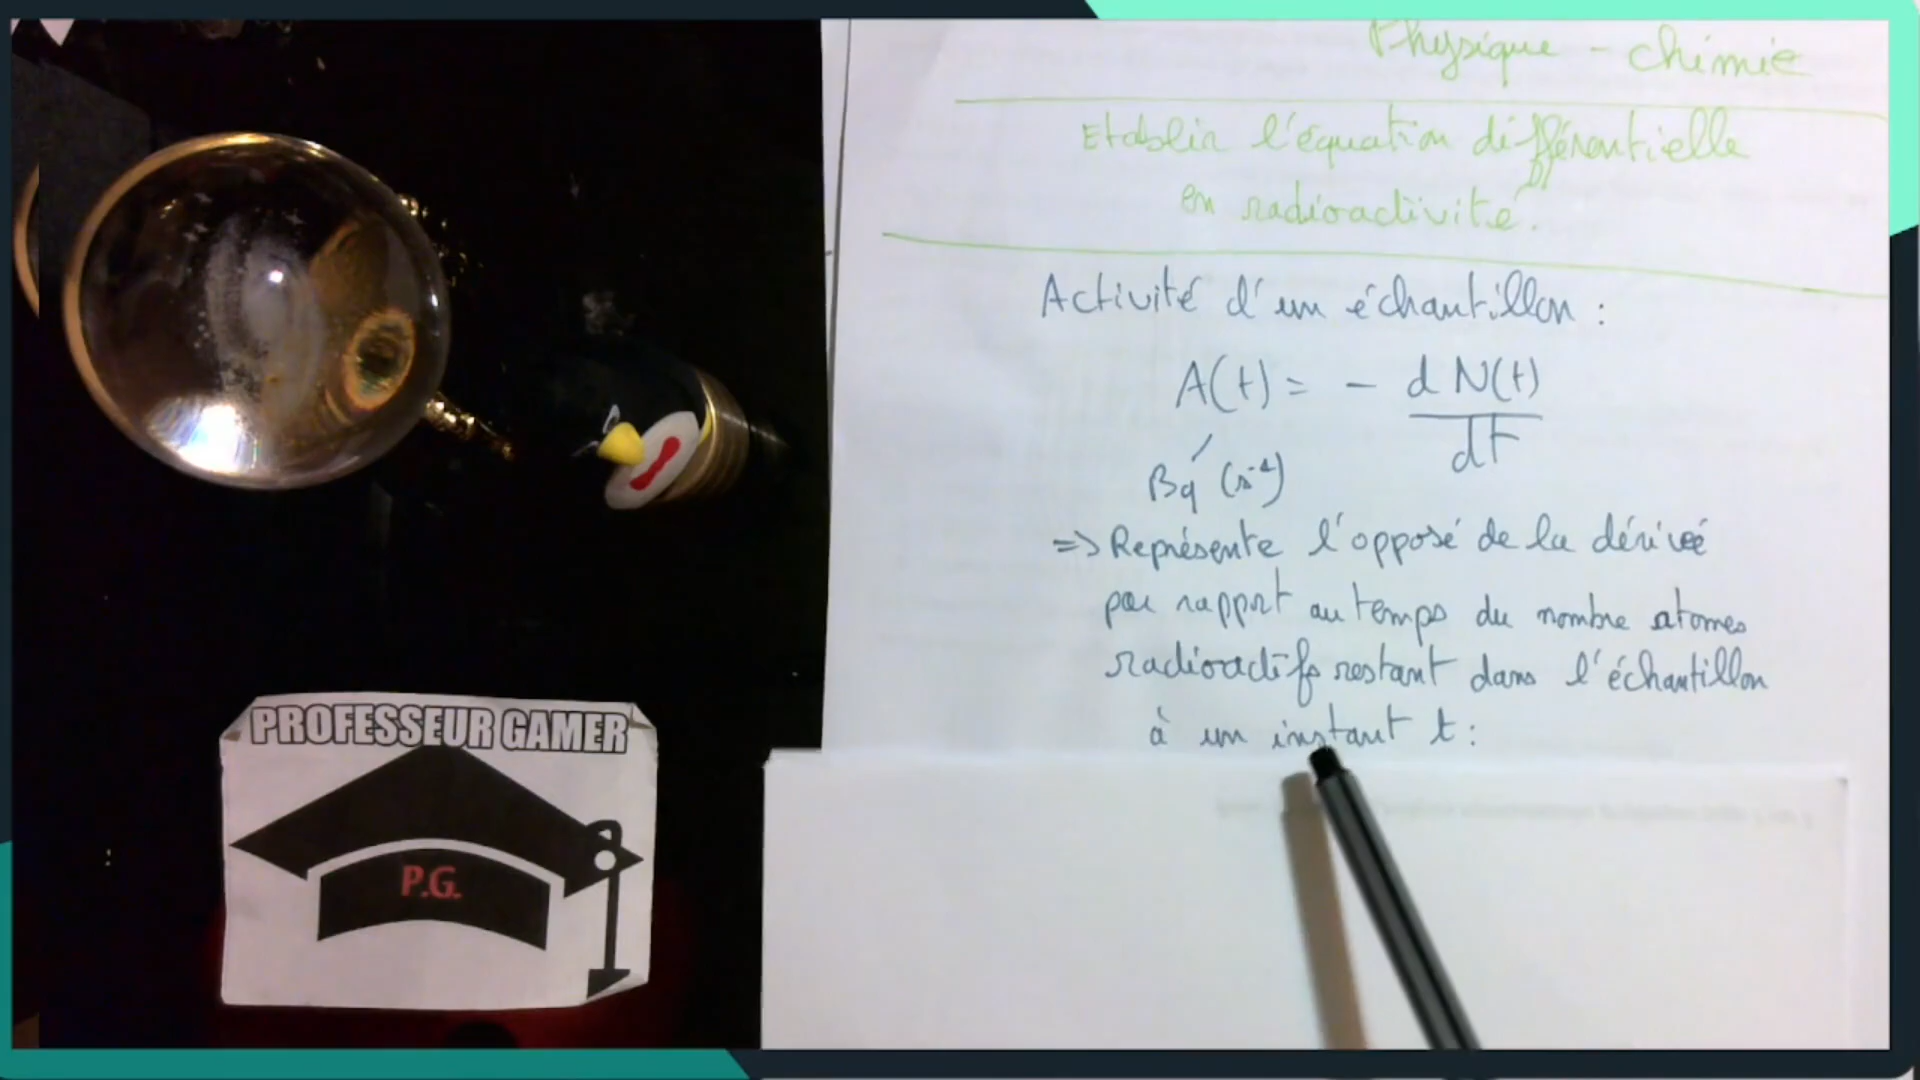 Physique - chimie
Etablir l'équation différentielle
en radioactivité.
Activité d'un échantillon :
A(t) = - dN(t)
dt
Bq (s⁻¹)
=> Représente l'opposé de la dérivée
par rapport au temps du nombre atomes
radioactifs restant dans l'échantillon
à un instant t :
PROFESSEUR GAMER
P.G.